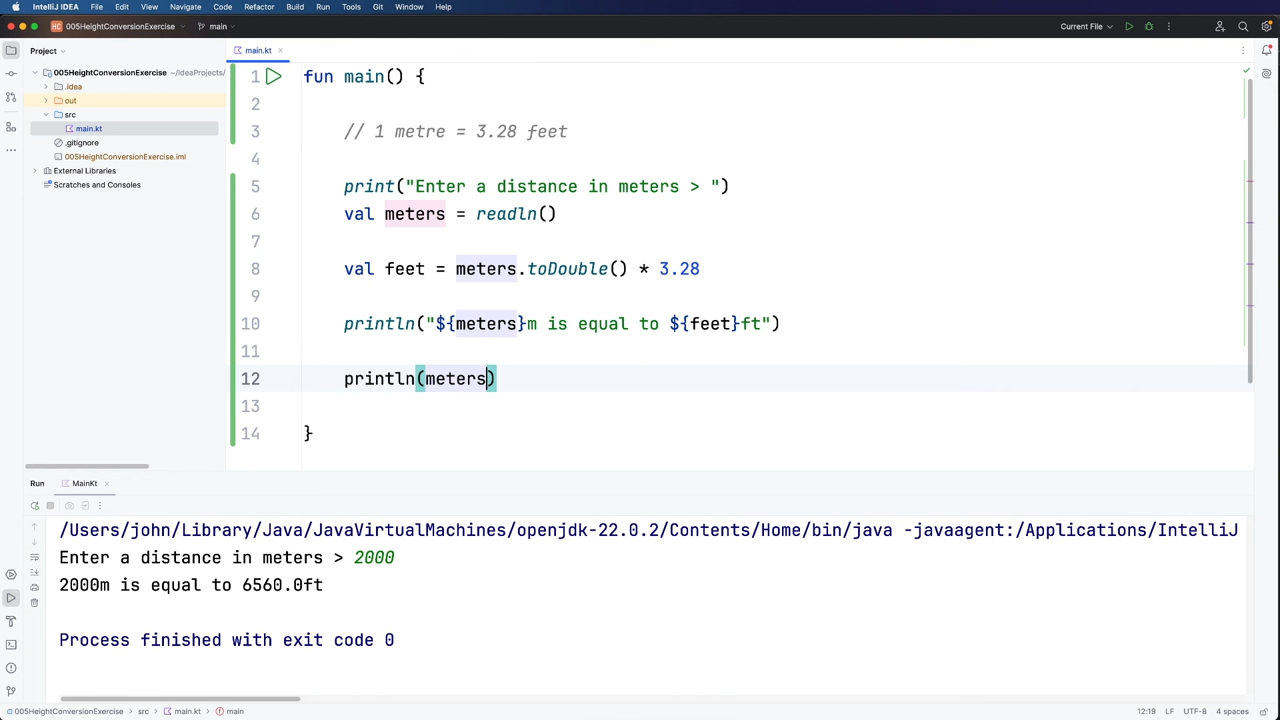 IntelliJ IDEA File Edit View Navigate Code Refactor Build Run Tools Git Window Help
HC 005HeightConversionExercise main Current File
Project main.kt
005HeightConversionExercise ~/IdeaProjects/
.idea
out
src
main.kt
.gitignore
005HeightConversionExercise.iml
External Libraries
Scratches and Consoles
1 fun main() {
2
3 // 1 metre = 3.28 feet
4
5 print("Enter a distance in meters > ")
6 val meters = readln()
7
8 val feet = meters.toDouble() * 3.28
9
10 println("${meters}m is equal to ${feet}ft")
11
12 println(meters)
13
14 }
Run MainKt
/Users/john/Library/Java/JavaVirtualMachines/openjdk-22.0.2/Contents/Home/bin/java -javaagent:/Applications/IntelliJ
Enter a distance in meters > 2000
2000m is equal to 6560.0ft
Process finished with exit code 0
005HeightConversionExercise > src > main.kt > main 12:19 LF UTF-8 4 spaces